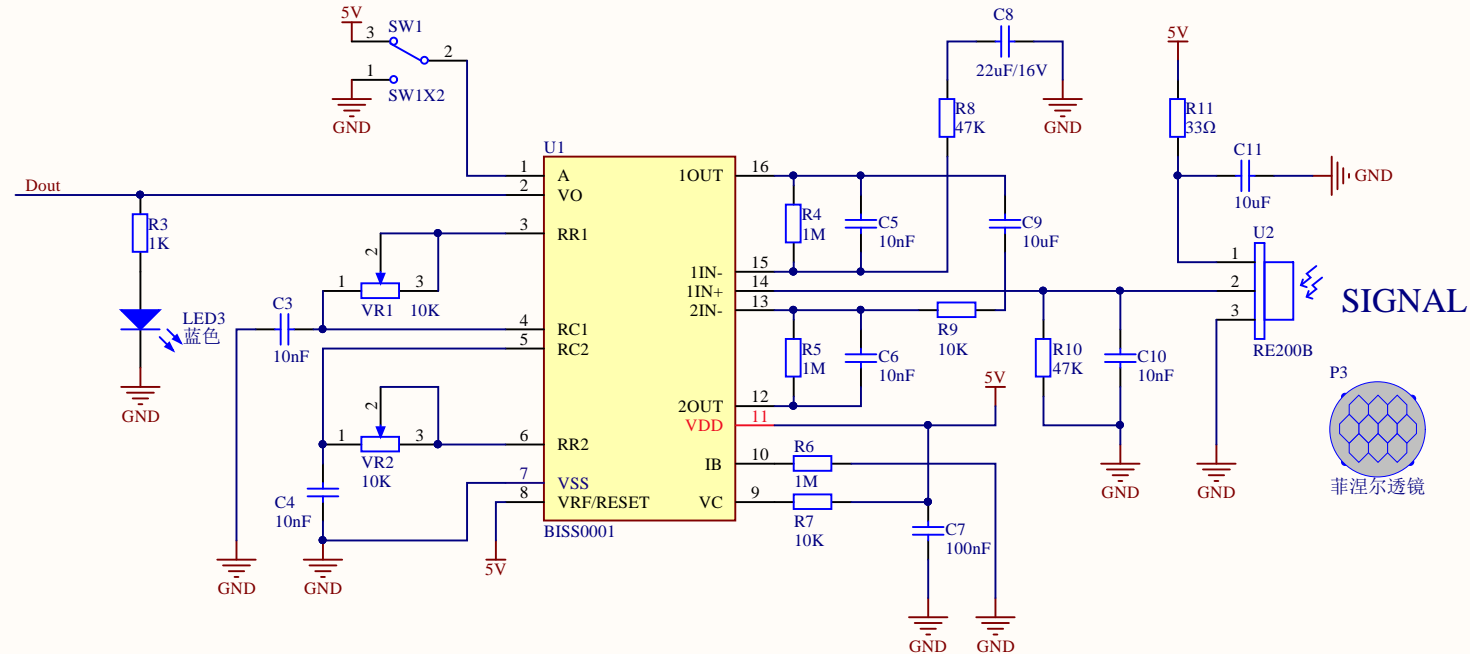 5V
SW1
3
2
1
SW1X2
GND
C8
22uF/16V
GND
R8
47K
5V
R11
33Ω
C11
10uF
GND
U1
Dout
R3
1K
LED3
蓝色
GND
1
A
2
VO
3
RR1
4
RC1
5
RC2
6
RR2
7
VSS
8
VRF/RESET
BISS0001
16
1OUT
15
1IN-
14
1IN+
13
2IN-
12
2OUT
11
VDD
10
IB
9
VC
2
1
3
VR1
10K
C3
10nF
2
1
3
VR2
10K
C4
10nF
GND
GND
5V
R4
1M
C5
10nF
C9
10uF
R5
1M
C6
10nF
R9
10K
R10
47K
C10
10nF
GND
5V
R6
1M
R7
10K
C7
100nF
GND
GND
U2
1
2
3
RE200B
GND
SIGNAL
P3
菲涅尔透镜